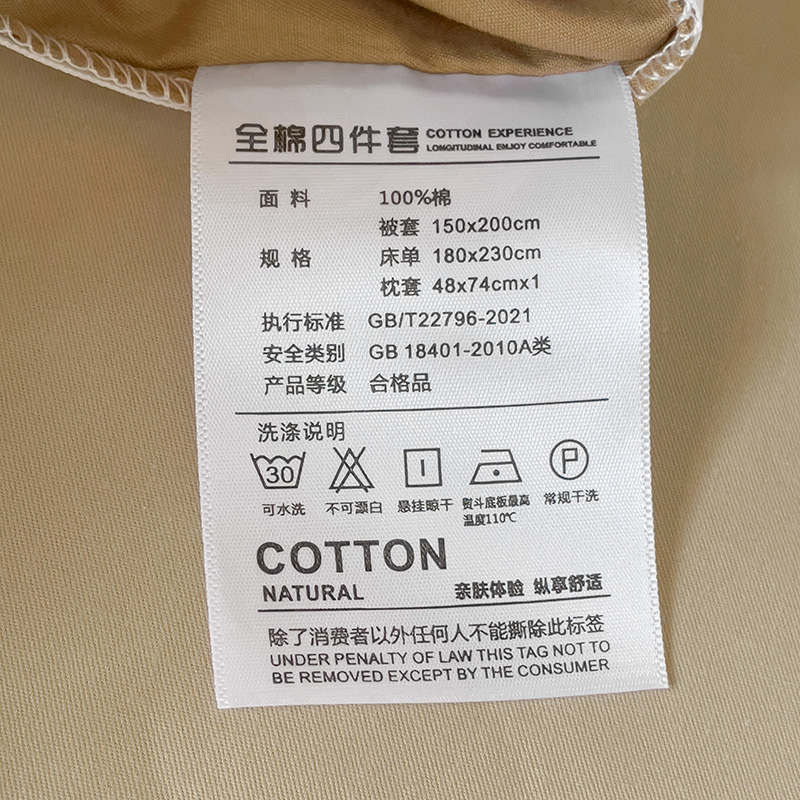 全棉四件套 COTTON EXPERIENCE
LONGITUDINAL ENJOY COMFORTABLE
面料 100%棉
被套 150x200cm
规格 床单 180x230cm
枕套 48x74cmx1
执行标准 GB/T22796-2021
安全类别 GB 18401-2010A类
产品等级 合格品
洗涤说明
30 P
可水洗 不可漂白 悬挂晾干 熨斗底板最高 常规干洗
温度110℃
COTTON
NATURAL 亲肤体验 纵享舒适
除了消费者以外任何人不能撕除此标签
UNDER PENALTY OF LAW THIS TAG NOT TO
BE REMOVED EXCEPT BY THE CONSUMER